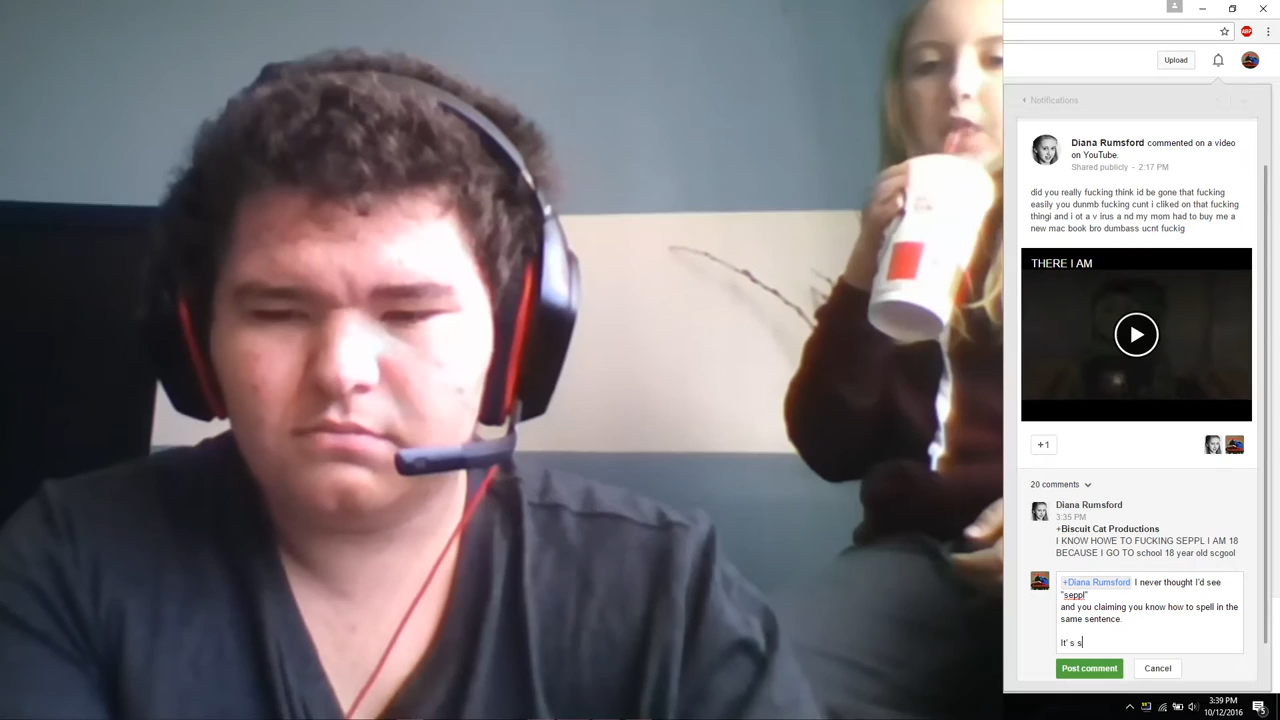 ABP
Upload
Notifications
Diana Rumsford commented on a video
on YouTube.
Shared publicly - 2:17 PM
did you really fucking think id be gone that fucking
easily you dunmb fucking cunt i cliked on that fucking
thingi and i ot a v irus a nd my mom had to buy me a
new mac book bro dumbass ucnt fuckig
THERE I AM
+1
20 comments
Diana Rumsford
3:35 PM
+Biscuit Cat Productions
I KNOW HOWE TO FUCKING SEPPL I AM 18
BECAUSE I GO TO school 18 year old scgool
+Diana Rumsford I never thought I'd see
"seppl"
and you claiming you know how to spell in the
same sentence.
It' s s
Post comment Cancel
3:39 PM
10/12/2016